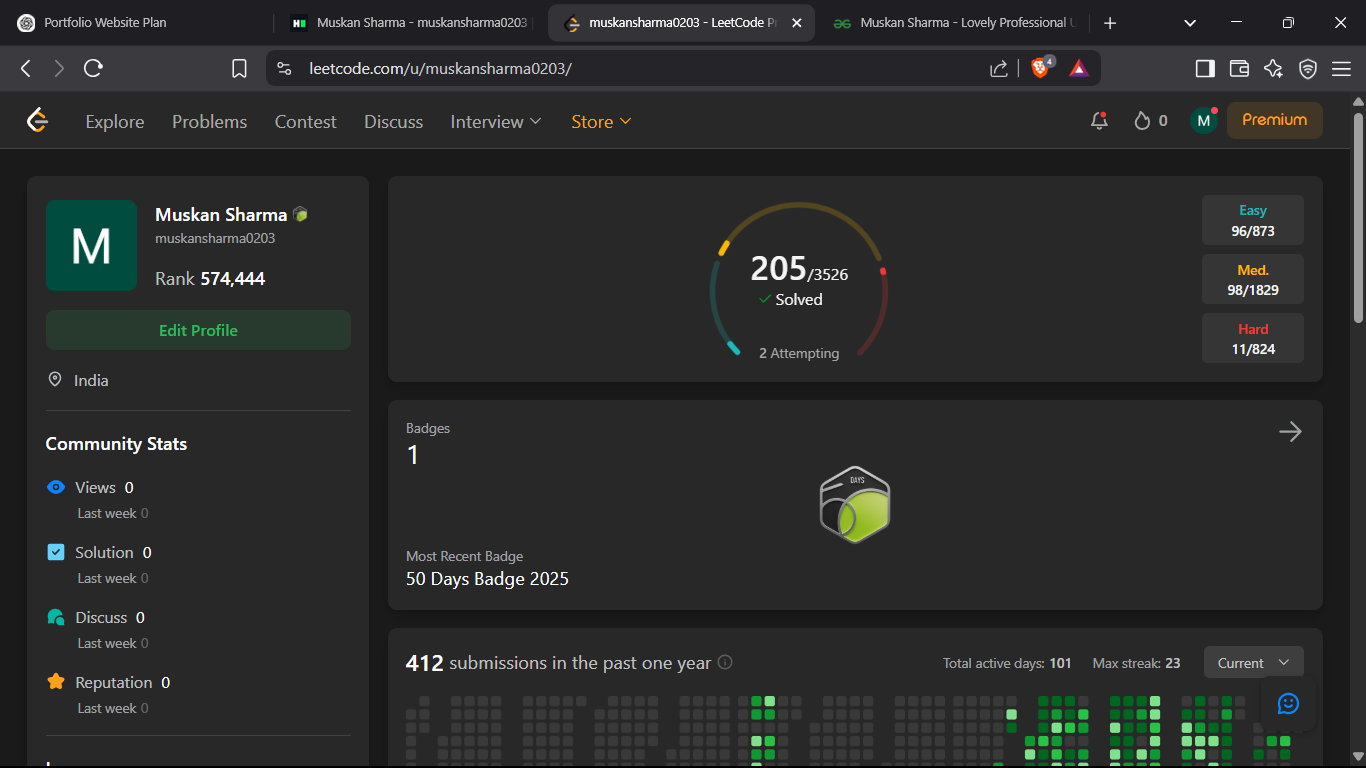 Portfolio Website Plan
Muskan Sharma - muskansharma0203
muskansharma0203 - LeetCode P
Muskan Sharma - Lovely Professional U
leetcode.com/u/muskansharma0203/
4
Explore
Problems
Contest
Discuss
Interview
Store
0
M
Premium
M
Muskan Sharma
muskansharma0203
Rank 574,444
Edit Profile
India
Community Stats
Views 0
Last week 0
Solution 0
Last week 0
Discuss 0
Last week 0
Reputation 0
Last week 0
205/3526
Solved
2 Attempting
Easy
96/873
Med.
98/1829
Hard
11/824
Badges
1
DAYS
Most Recent Badge
50 Days Badge 2025
412 submissions in the past one year
Total active days: 101
Max streak: 23
Current